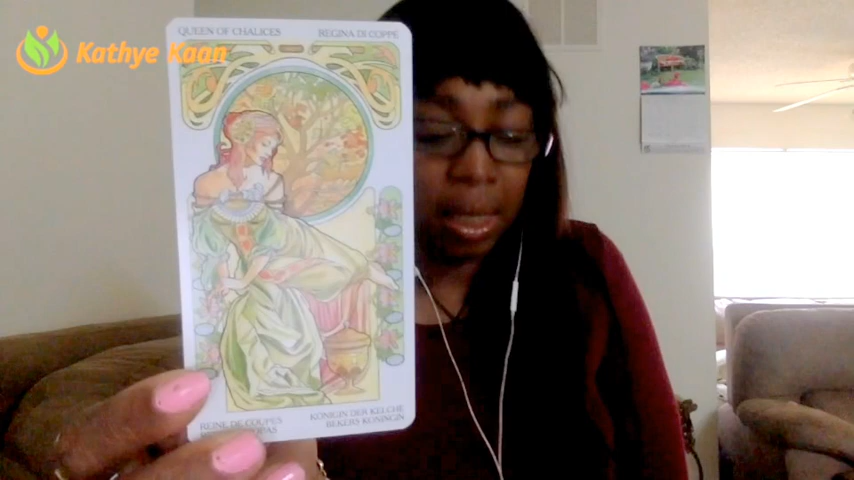 QUEEN OF CHALICES
REGINA DI COPPE
Kathye Kaan
REINE DE COUPES
KÖNIGIN DER KELCHE
BEKERS KONINGIN